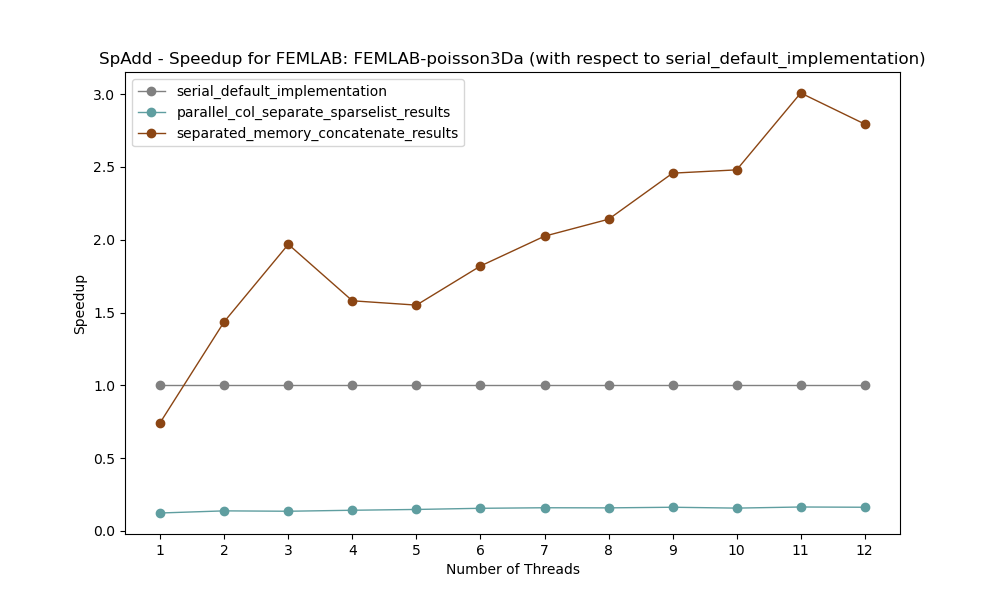 SpAdd - Speedup for FEMLAB: FEMLAB-poisson3Da (with respect to serial_default_implementation)
serial_default_implementation
parallel_col_separate_sparselist_results
separated_memory_concatenate_results
Speedup
3.0
2.5
2.0
1.5
1.0
0.5
0.0
1 2 3 4 5 6 7 8 9 10 11 12
Number of Threads